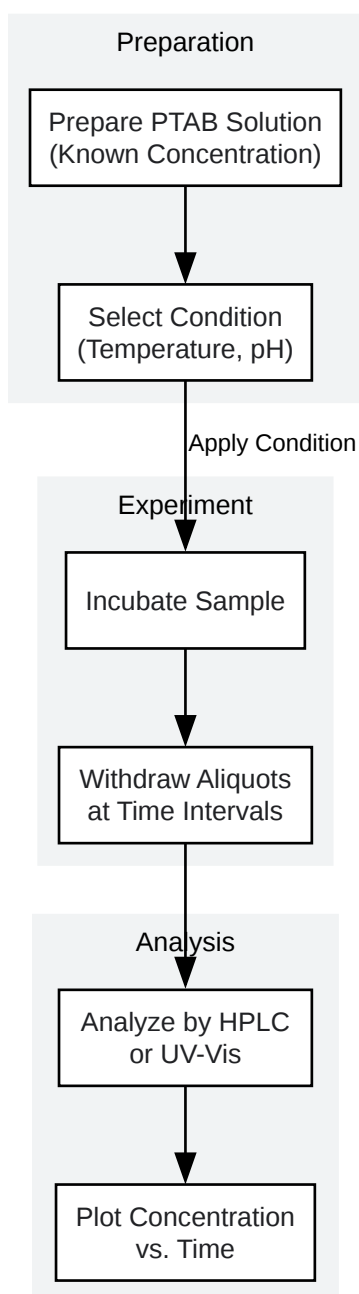 Preparation
Prepare PTAB Solution
(Known Concentration)
Select Condition
(Temperature, pH)
Apply Condition
Experiment
Incubate Sample
Withdraw Aliquots
at Time Intervals
Analysis
Analyze by HPLC
or UV-Vis
Plot Concentration
vs. Time